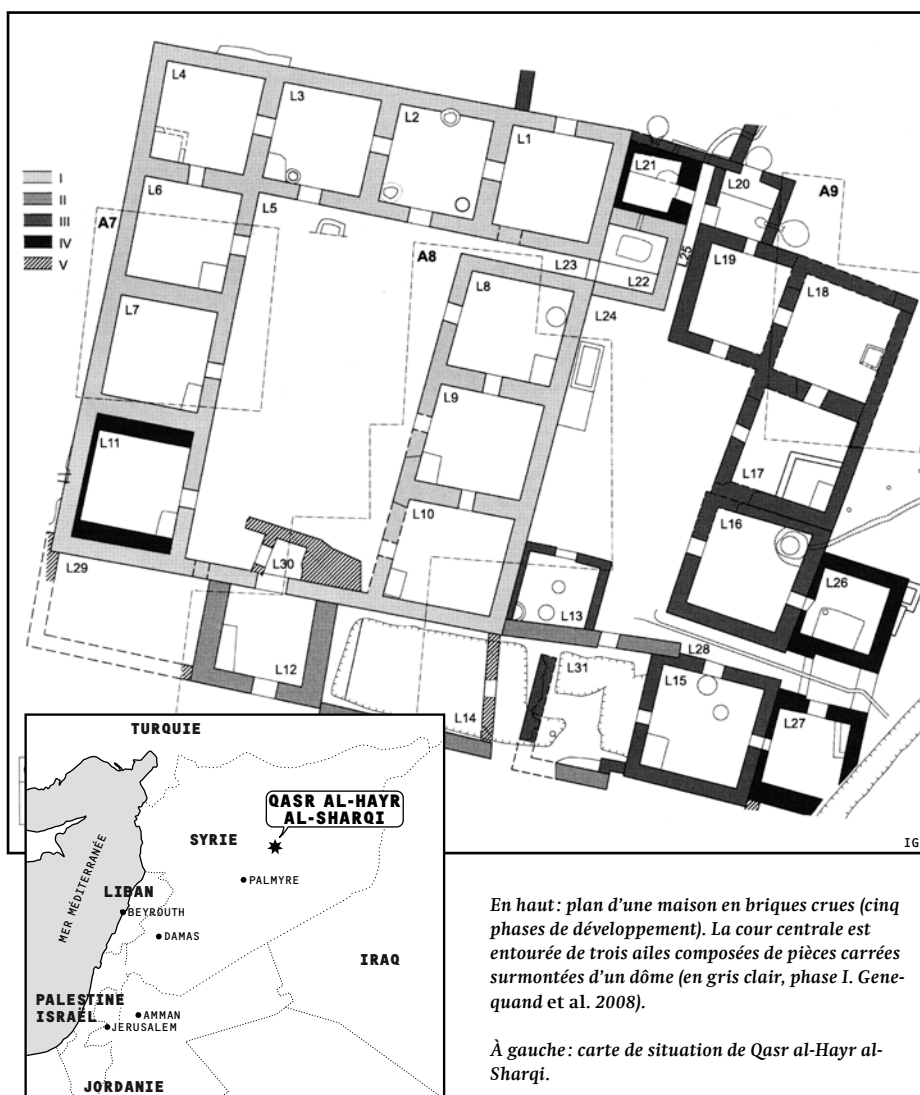 L4
L3
L2
L1
L21
L20
A9
I
II
III
IV
V
L6
L5
A7
A8
L23
L22
L25
L19
L18
L8
L24
L7
L9
L17
L11
L10
L16
L30
L29
L13
L26
L28
L12
L31
L15
L14
L27
IG
TURQUIE
QASR AL-HAYR
AL-SHARQI
MER MÉDITERRANÉE
SYRIE
PALMYRE
LIBAN
BEYROUTH
DAMAS
IRAQ
PALESTINE
ISRAËL
AMMAN
JERUSALEM
JORDANIE
En haut : plan d'une maison en briques crues (cinq
phases de développement). La cour centrale est
entourée de trois ailes composées de pièces carrées
surmontées d'un dôme (en gris clair, phase I. Gene-
quand et al. 2008).
À gauche : carte de situation de Qasr al-Hayr al-
Sharqi.